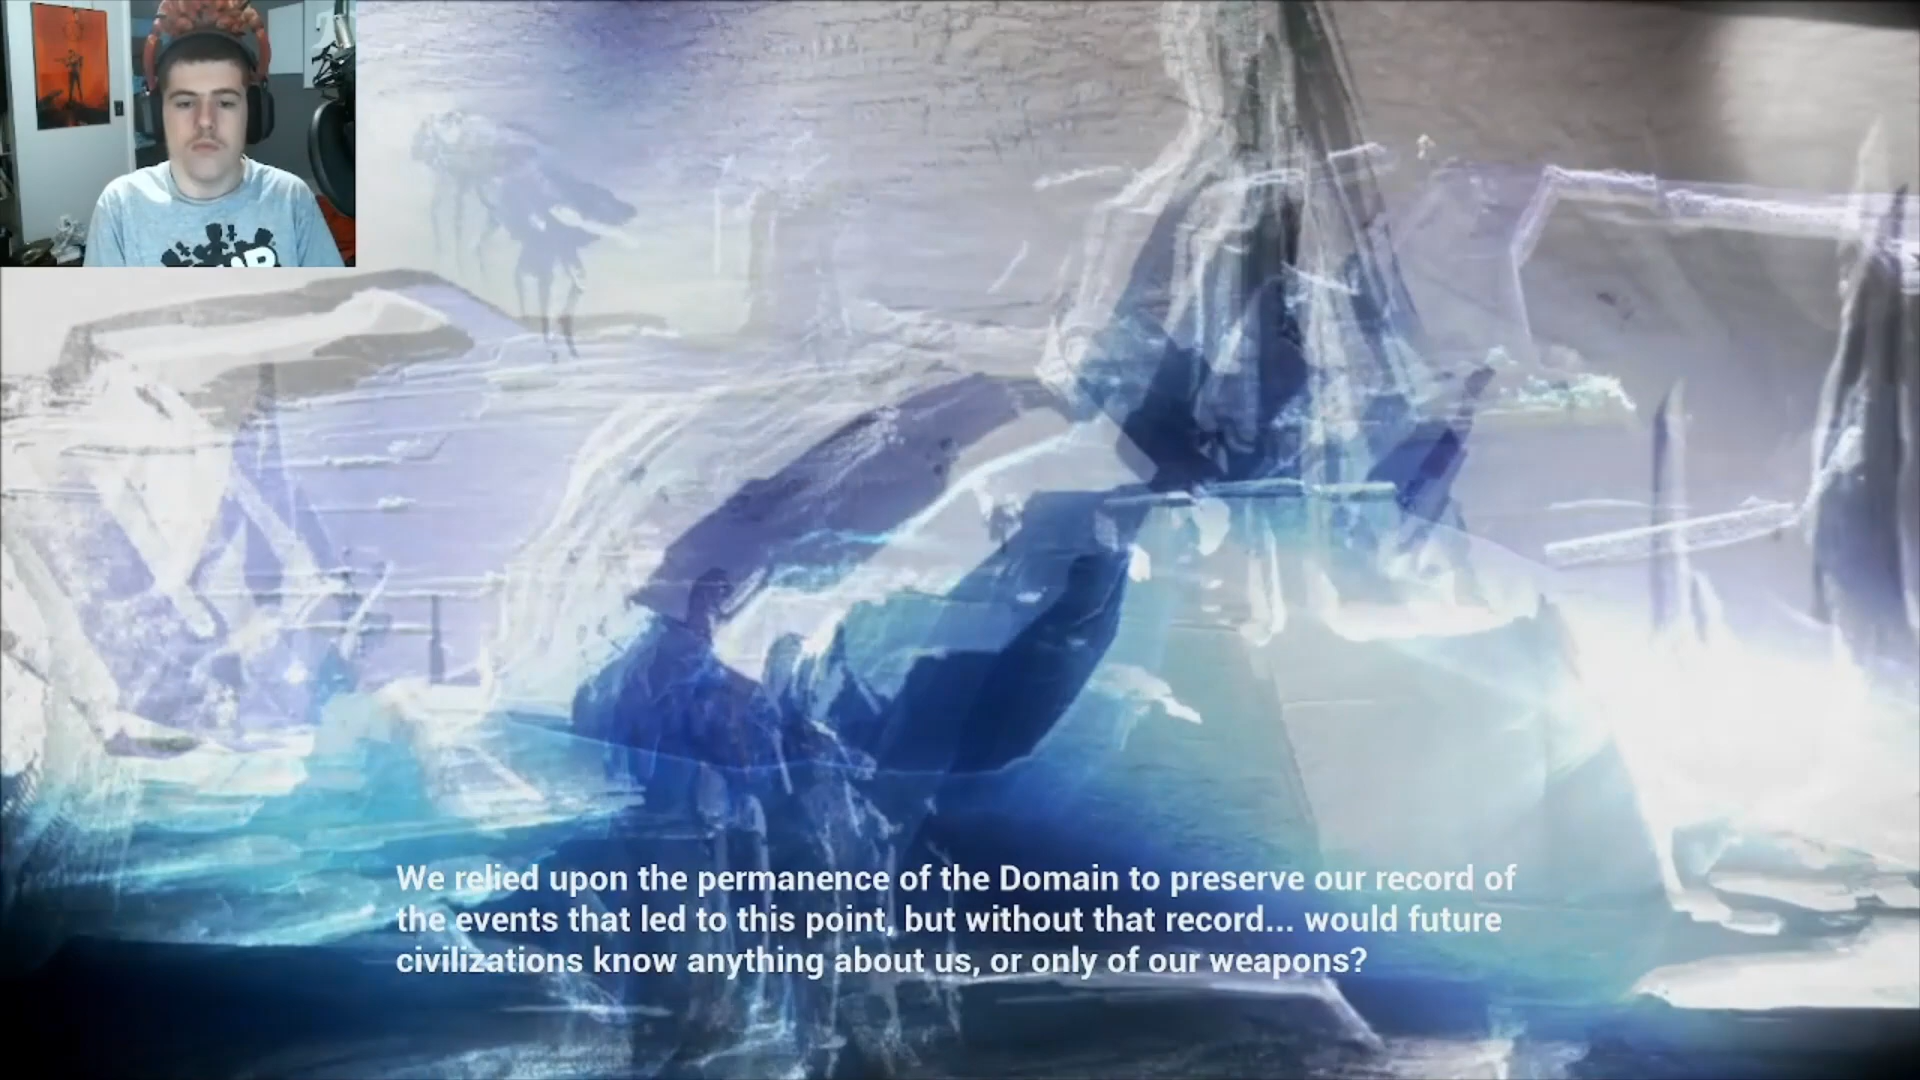 We relied upon the permanence of the Domain to preserve our record of
the events that led to this point, but without that record... would future
civilizations know anything about us, or only of our weapons?